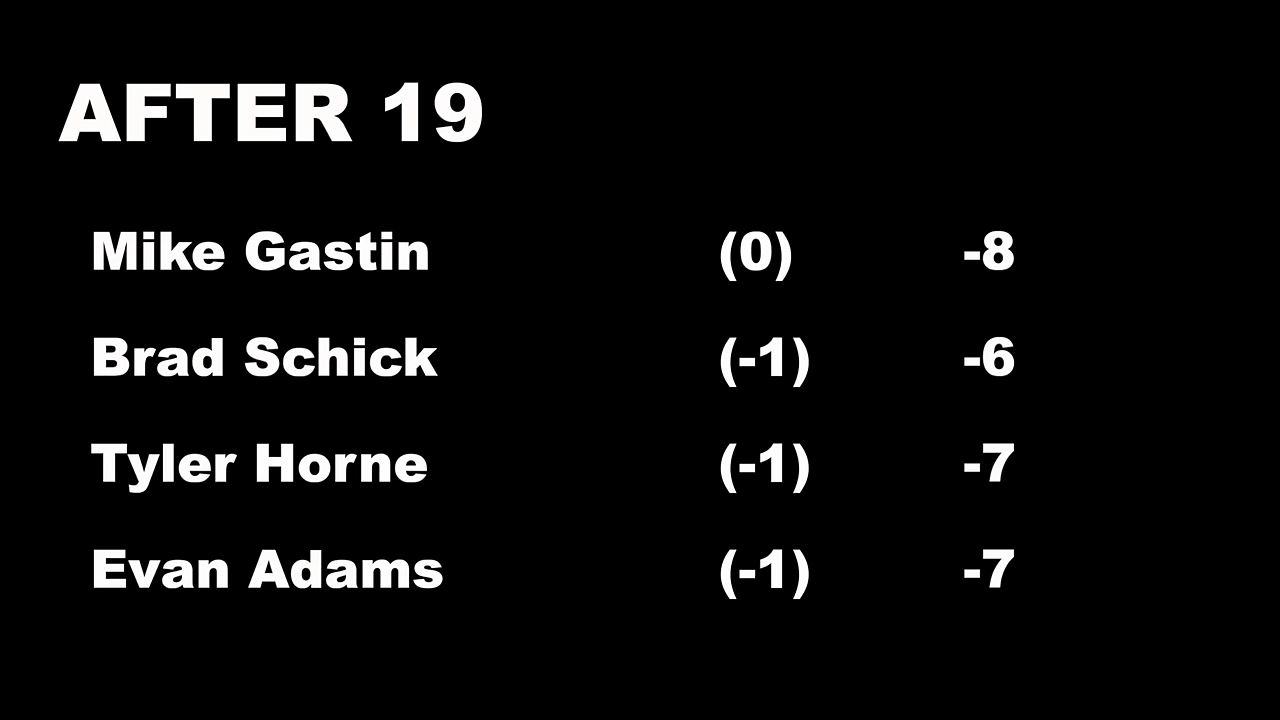 AFTER 19
Mike Gastin (0) -8
Brad Schick (-1) -6
Tyler Horne (-1) -7
Evan Adams (-1) -7